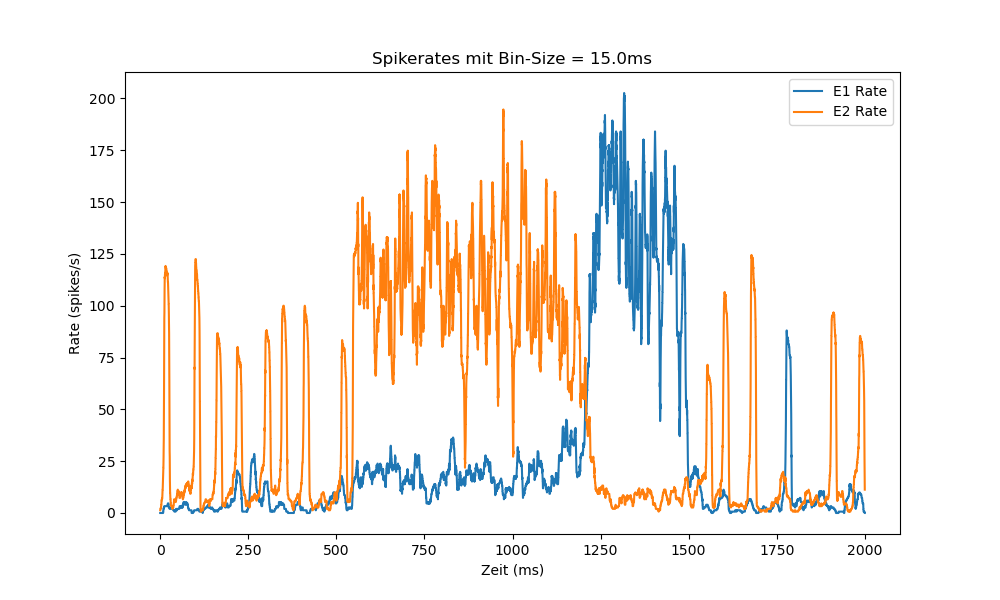 Spikerates mit Bin-Size = 15.0ms
E1 Rate
E2 Rate
200
175
150
125
100
75
50
25
0
Rate (spikes/s)
0 250 500 750 1000 1250 1500 1750 2000
Zeit (ms)